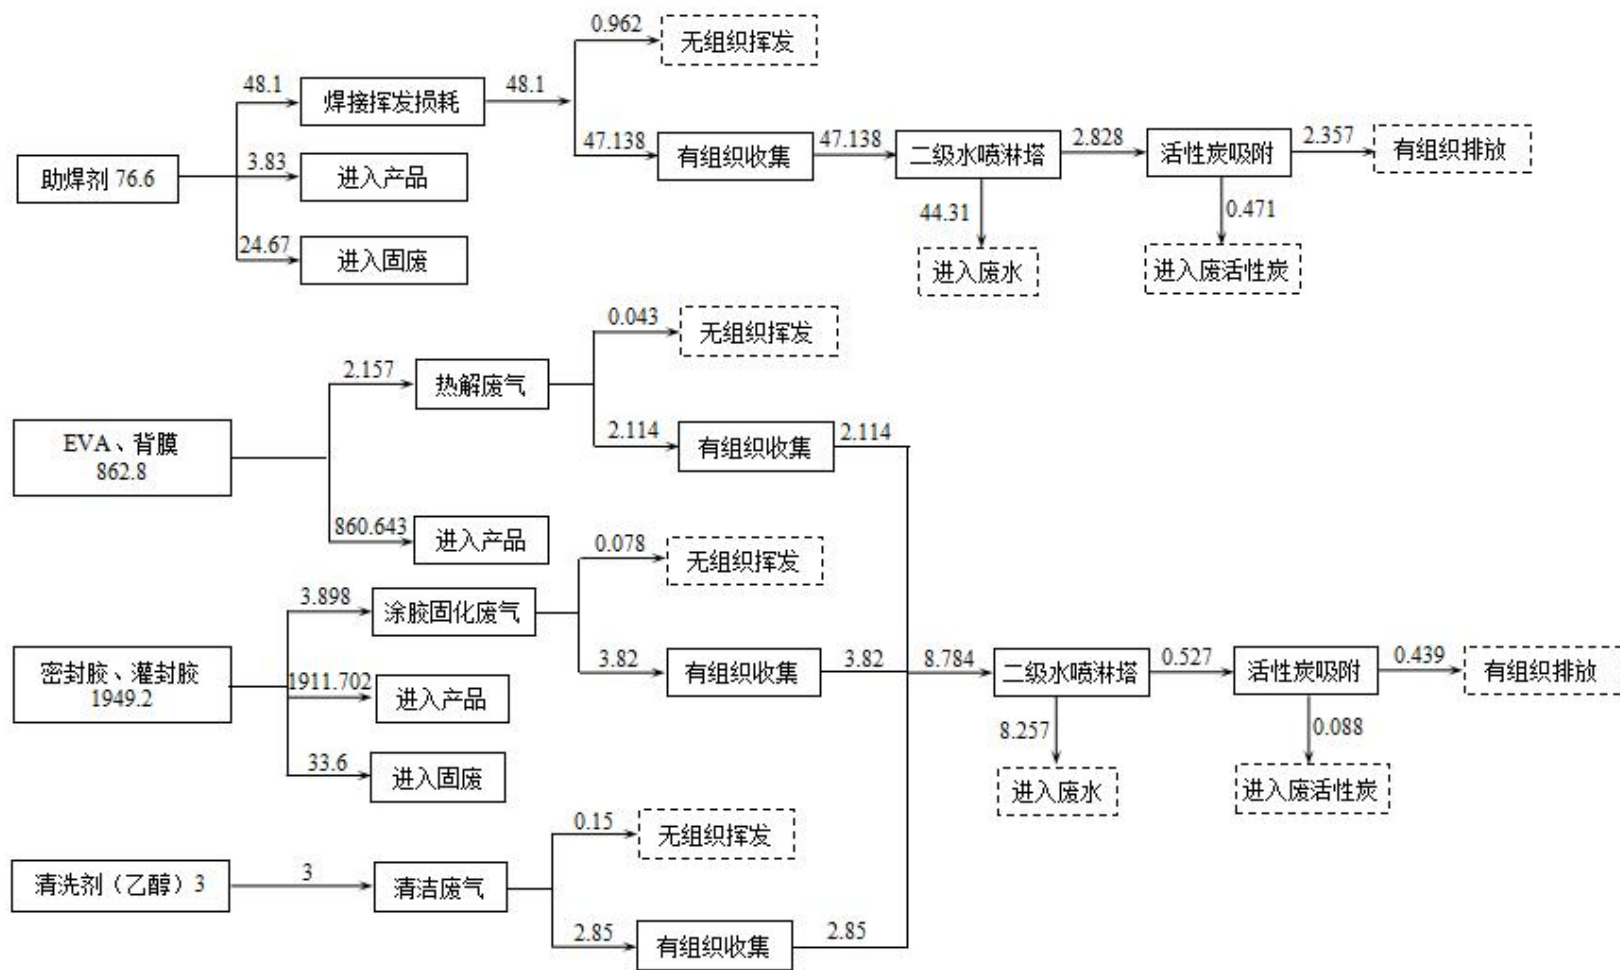 0.962
无组织挥发
48.1
焊接挥发损耗
48.1
47.138
有组织收集
47.138
二级水喷淋塔
2.828
活性炭吸附
2.357
有组织排放
助焊剂 76.6
3.83
进入产品
44.31
0.471
24.67
进入固废
进入废水
进入废活性炭
0.043
无组织挥发
2.157
热解废气
2.114
有组织收集
2.114
EVA、背膜
862.8
860.643
进入产品
0.078
无组织挥发
3.898
涂胶固化废气
3.82
有组织收集
3.82
8.784
二级水喷淋塔
0.527
活性炭吸附
0.439
有组织排放
密封胶、灌封胶
1949.2
1911.702
进入产品
8.257
0.088
33.6
进入固废
进入废水
进入废活性炭
0.15
无组织挥发
清洗剂（乙醇）3
3
清洁废气
2.85
有组织收集
2.85